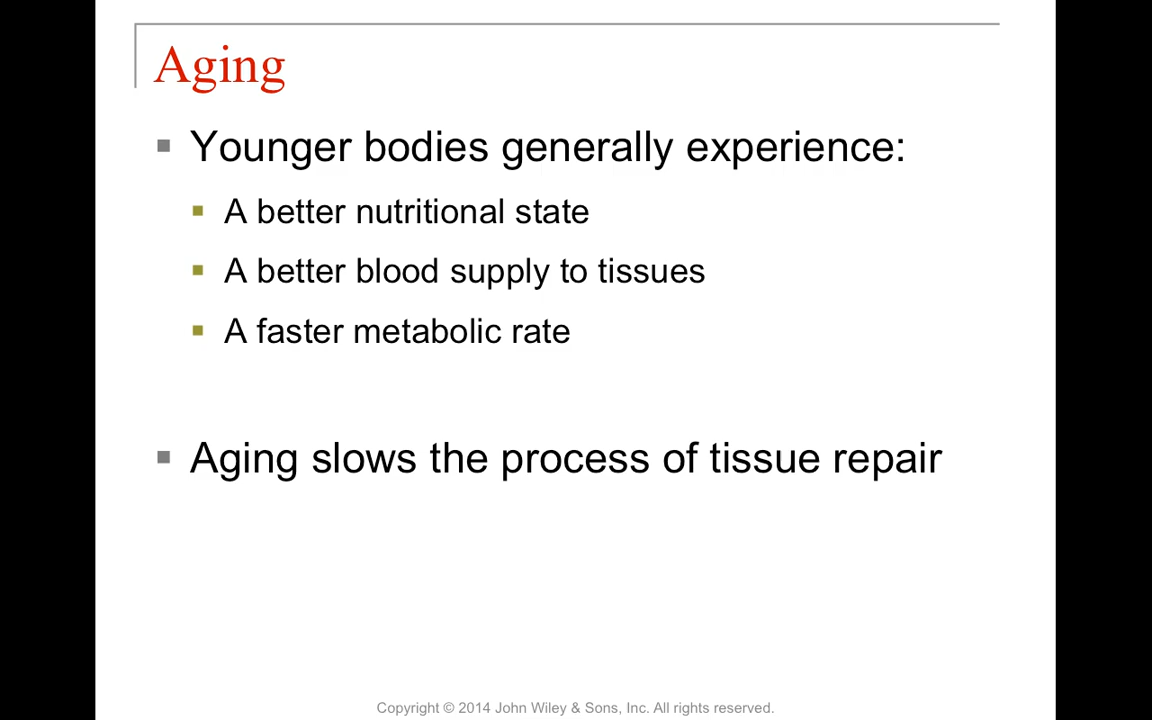 Aging
Younger bodies generally experience:
A better nutritional state
A better blood supply to tissues
A faster metabolic rate
Aging slows the process of tissue repair
Copyright © 2014 John Wiley & Sons, Inc. All rights reserved.